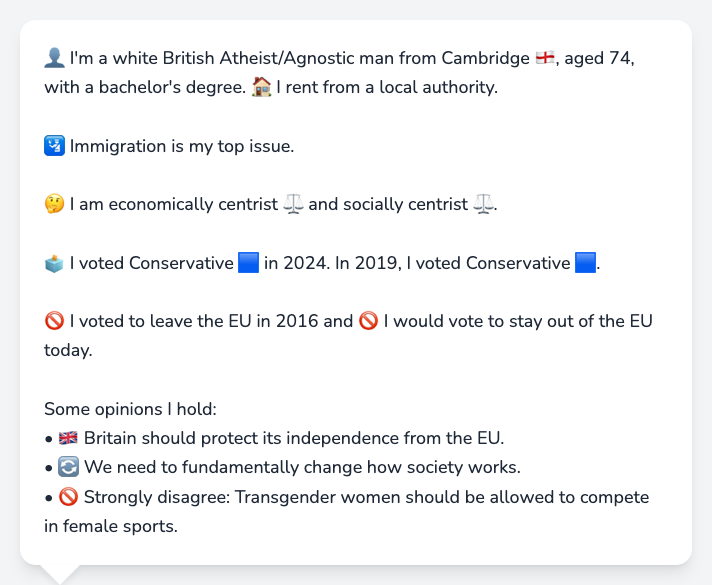 👤 I'm a white British Atheist/Agnostic man from Cambridge 🏴󠁧󠁢󠁥󠁮󠁧󠁿, aged 74,
with a bachelor's degree. 🏠 I rent from a local authority.
🛂 Immigration is my top issue.
🤔 I am economically centrist ⚖️ and socially centrist ⚖️.
🗳️ I voted Conservative 🟦 in 2024. In 2019, I voted Conservative 🟦.
🚫 I voted to leave the EU in 2016 and 🚫 I would vote to stay out of the EU
today.
Some opinions I hold:
• 🇬🇧 Britain should protect its independence from the EU.
• 🔄 We need to fundamentally change how society works.
• 🚫 Strongly disagree: Transgender women should be allowed to compete
in female sports.